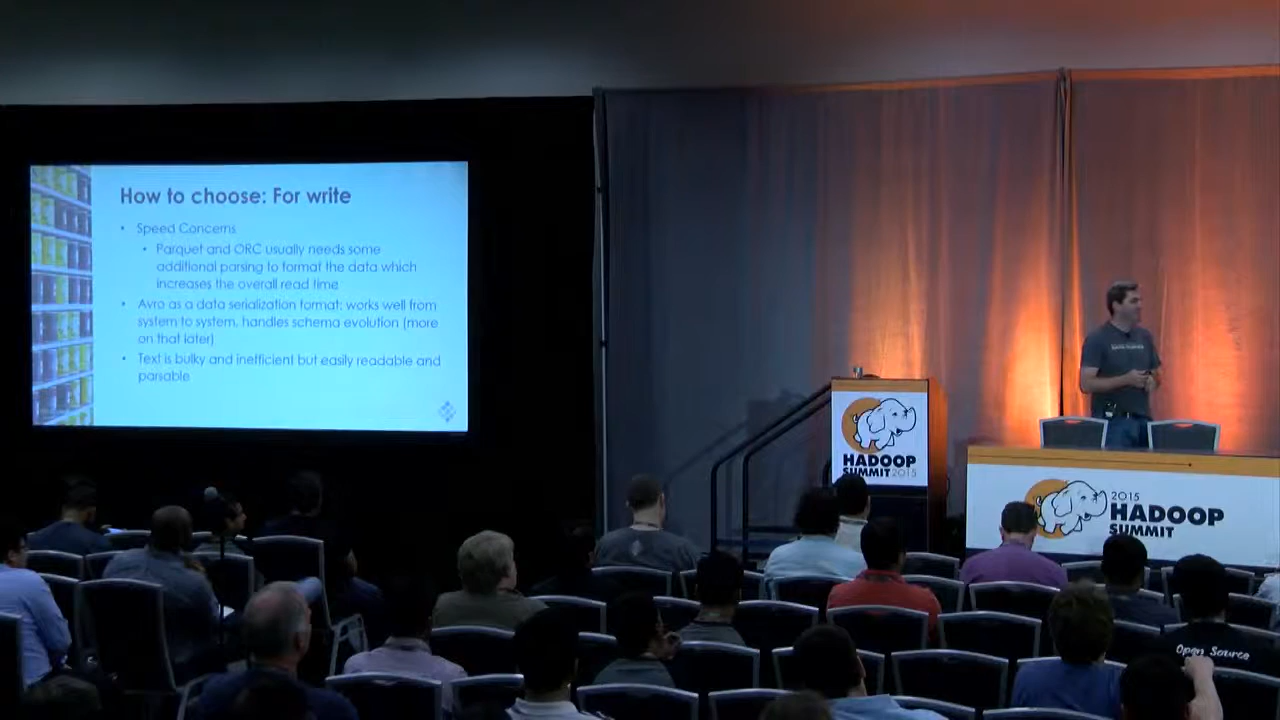 How to choose: For write
• Speed Concerns
• Parquet and ORC usually needs some
additional parsing to format the data which
increases the overall read time
• Avro as a data serialization format: works well from
system to system, handles schema evolution (more
on that later)
• Text is bulky and inefficient but easily readable and
parsable
HADOOP
SUMMIT 2015
2015
HADOOP
SUMMIT
Open Source